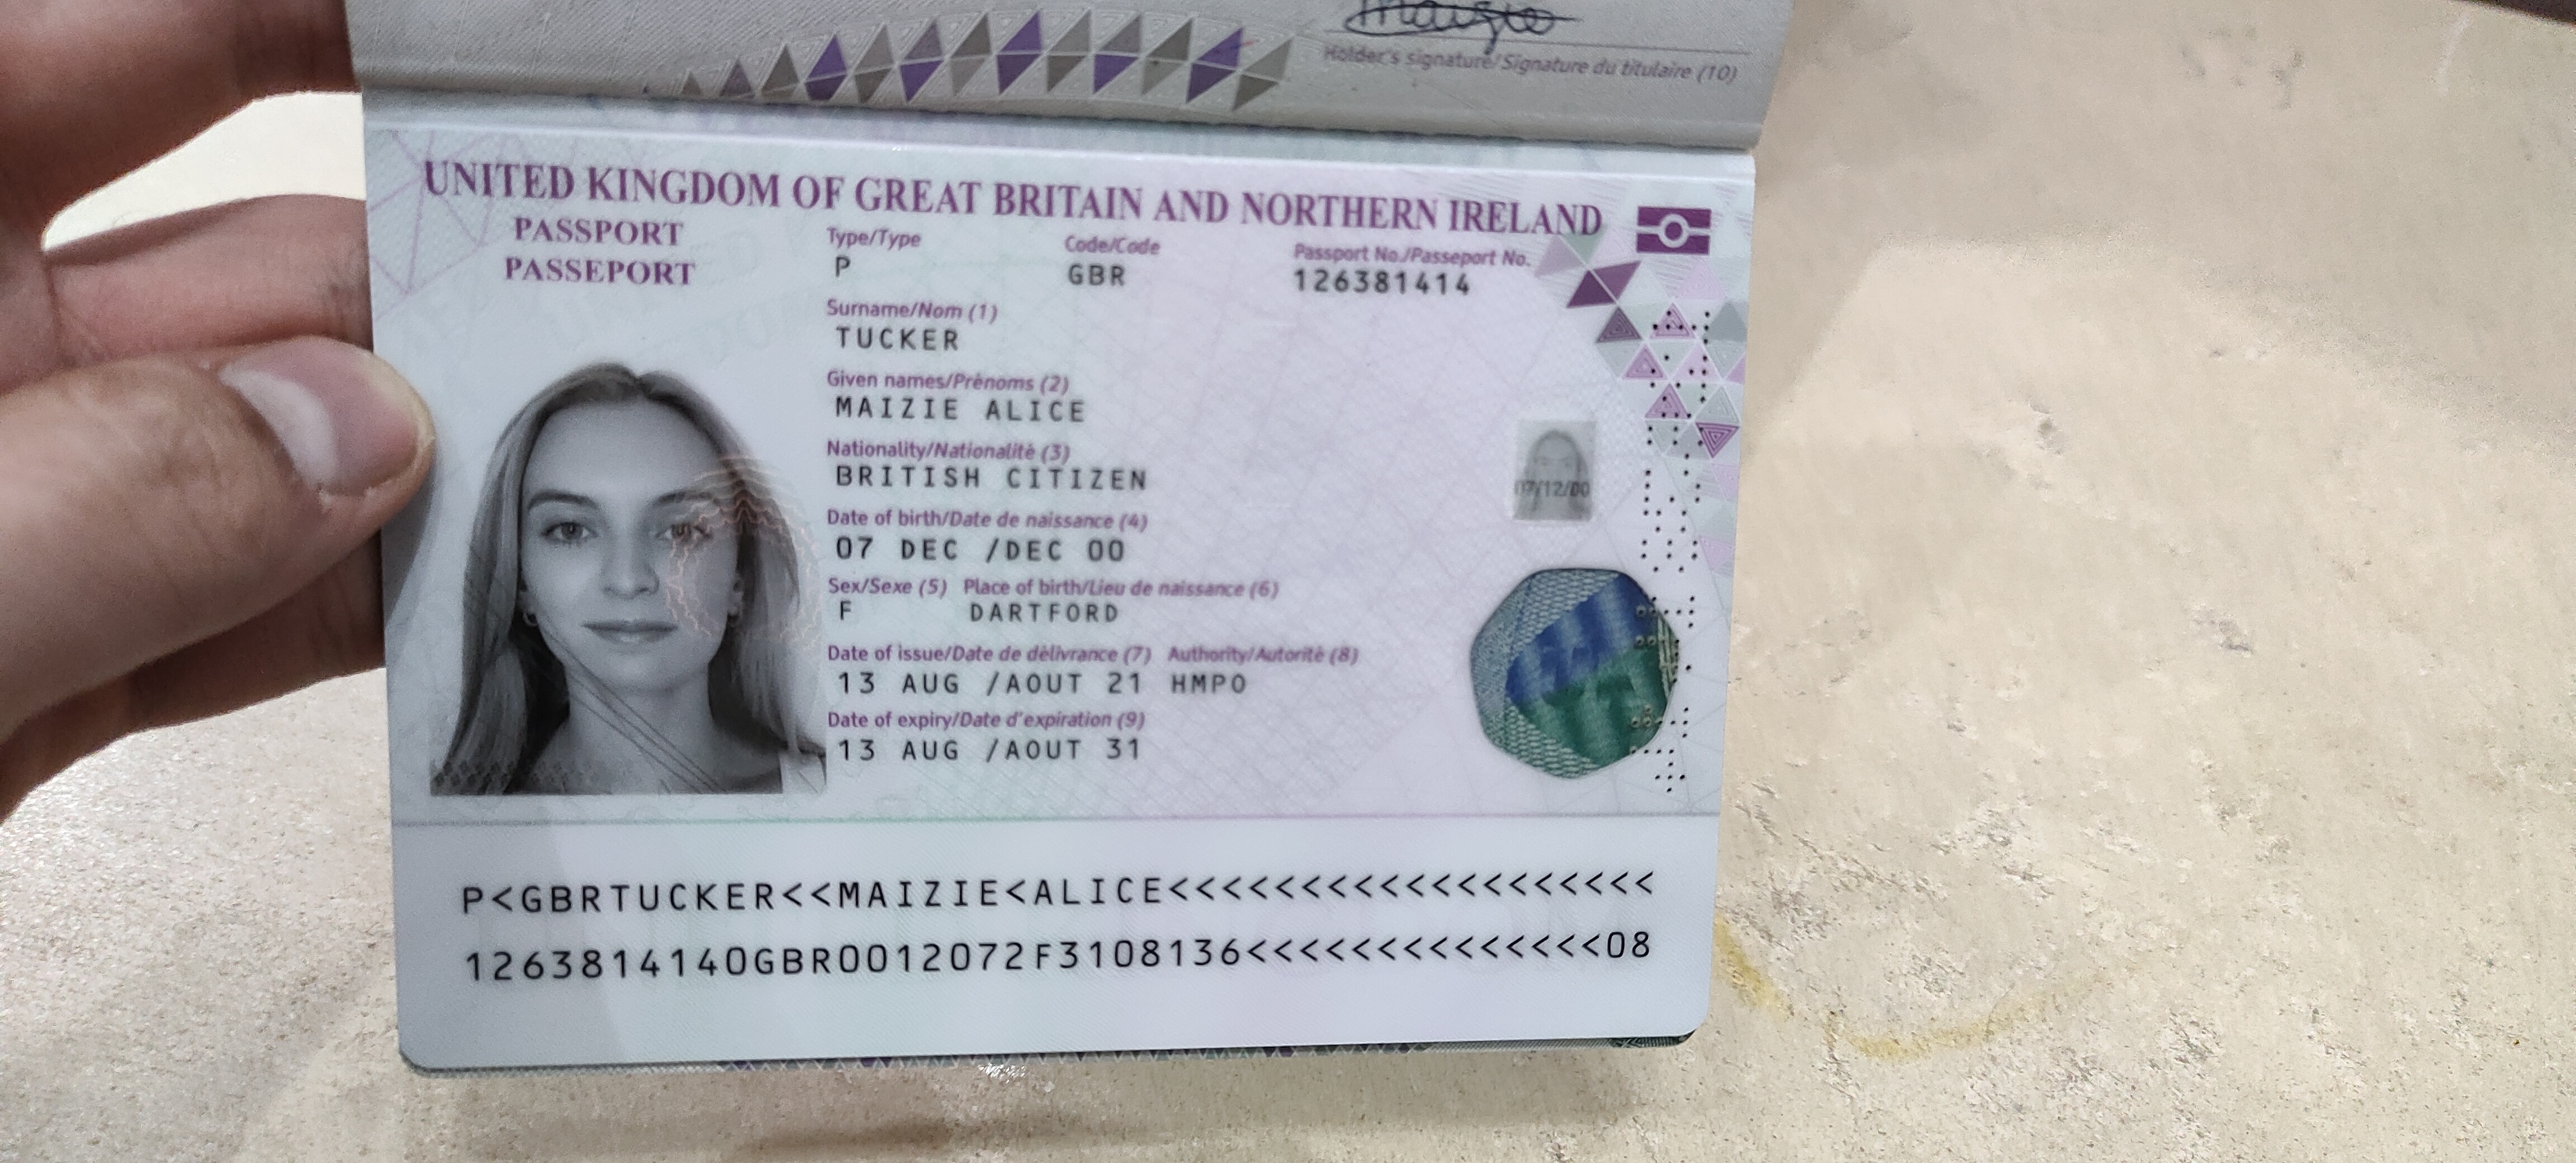 Maizie
Holder's signature/Signature du titulaire (10)
UNITED KINGDOM OF GREAT BRITAIN AND NORTHERN IRELAND
PASSPORT
PASSEPORT
Type/Type Code/Code Passport No./Passeport No.
P GBR 126381414
Surname/Nom (1)
TUCKER
Given names/Prénoms (2)
MAIZIE ALICE
Nationality/Nationalité (3)
BRITISH CITIZEN
07/12/00
Date of birth/Date de naissance (4)
07 DEC /DEC 00
Sex/Sexe (5) Place of birth/Lieu de naissance (6)
F DARTFORD
Date of issue/Date de délivrance (7) Authority/Autorité (8)
13 AUG /AOUT 21 HMPO
Date of expiry/Date d'expiration (9)
13 AUG /AOUT 31
P<GBRTUCKER<<MAIZIE<ALICE<<<<<<<<<<<<<<<<<<<
1263814140GBR0012072F3108136<<<<<<<<<<<<<<08